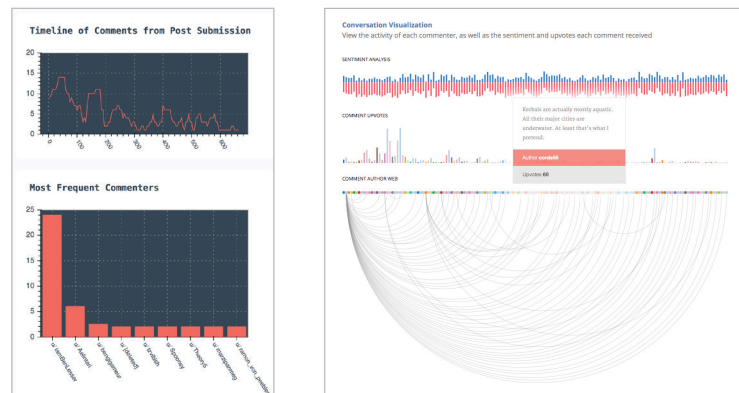 Timeline of Comments from Post Submission
20
15
10
5
0
0
100
200
300
400
500
600
Most Frequent Commenters
25
20
15
10
5
0
u/[deleted]
u/Spooney
Conversation Visualization
View the activity of each commenter, as well as the sentiment and upvotes each comment received
SENTIMENT ANALYSIS
COMMENT UPVOTES
Kerbals are actually mostly aquatic.
All their major cities are
underwater. At least that's what I
pretend.
Author
Upvotes 60
COMMENT AUTHOR WEB